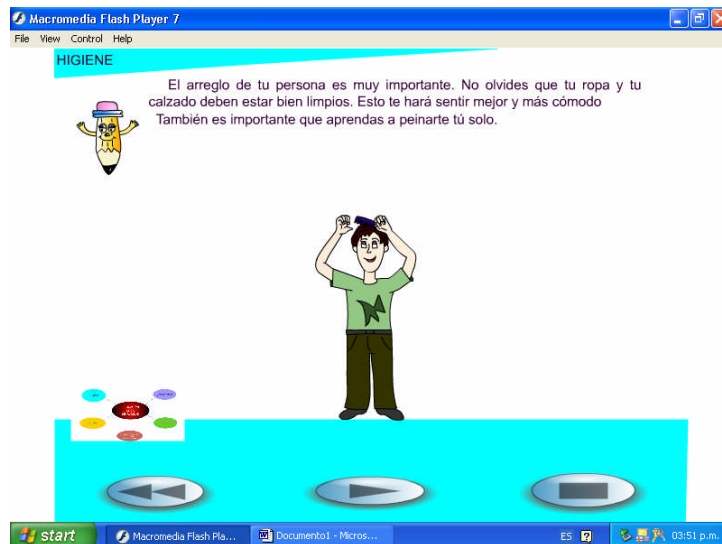 Macromedia Flash Player 7
File View Control Help
HIGIENE
El arreglo de tu persona es muy importante. No olvides que tu ropa y tu
calzado deben estar bien limpios. Esto te hará sentir mejor y más cómodo
También es importante que aprendas a peinarte tú solo.
start
Macromedia Flash Pla...
Documento1 - Micros...
ES
03:51 p.m.